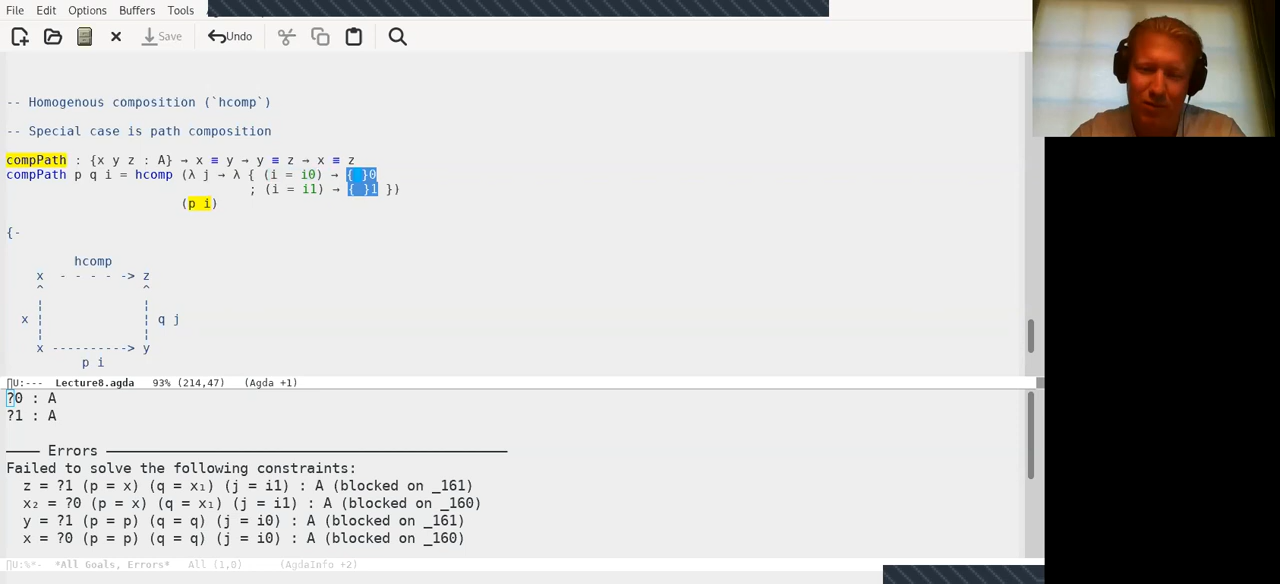 File Edit Options Buffers Tools
Save Undo
-- Homogenous composition (`hcomp`)
-- Special case is path composition
compPath : {x y z : A} → x ≡ y → y ≡ z → x ≡ z
compPath p q i = hcomp (λ j → λ { (i = i0) → { }0
; (i = i1) → { }1 })
(p i)
{-
hcomp
x - - - - -> z
^ ^
¦ ¦
x ¦ ¦ q j
¦ ¦
x ----------> y
p i
U:--- Lecture8.agda 93% (214,47) (Agda +1)
?0 : A
?1 : A
——— Errors ———
Failed to solve the following constraints:
z = ?1 (p = x) (q = x₁) (j = i1) : A (blocked on _161)
x₂ = ?0 (p = x) (q = x₁) (j = i1) : A (blocked on _160)
y = ?1 (p = p) (q = q) (j = i0) : A (blocked on _161)
x = ?0 (p = p) (q = q) (j = i0) : A (blocked on _160)
U:%*- *All Goals, Errors* All (1,0) (AgdaInfo +2)